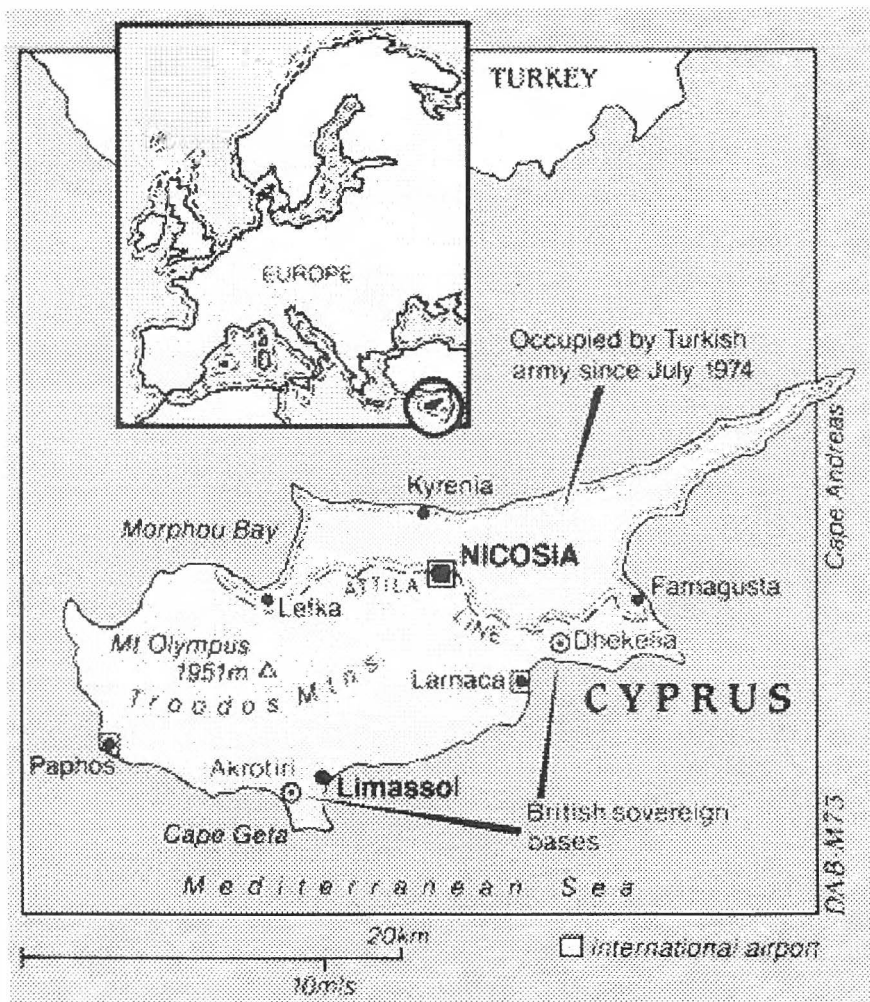 TURKEY
EUROPE
Occupied by Turkish
army since July 1974
Cape Andreas
Kyrenia
Morphou Bay
NICOSIA
ATTILA
LINE
Famagusta
Lefka
Dhekelia
Mt Olympus
1951m
Troodos Mtns.
Larnaca
CYPRUS
Paphos
Akrotiri
Limassol
British sovereign
bases
Cape Gata
Mediterranean Sea
DAB M73
20km
10mls
international airport